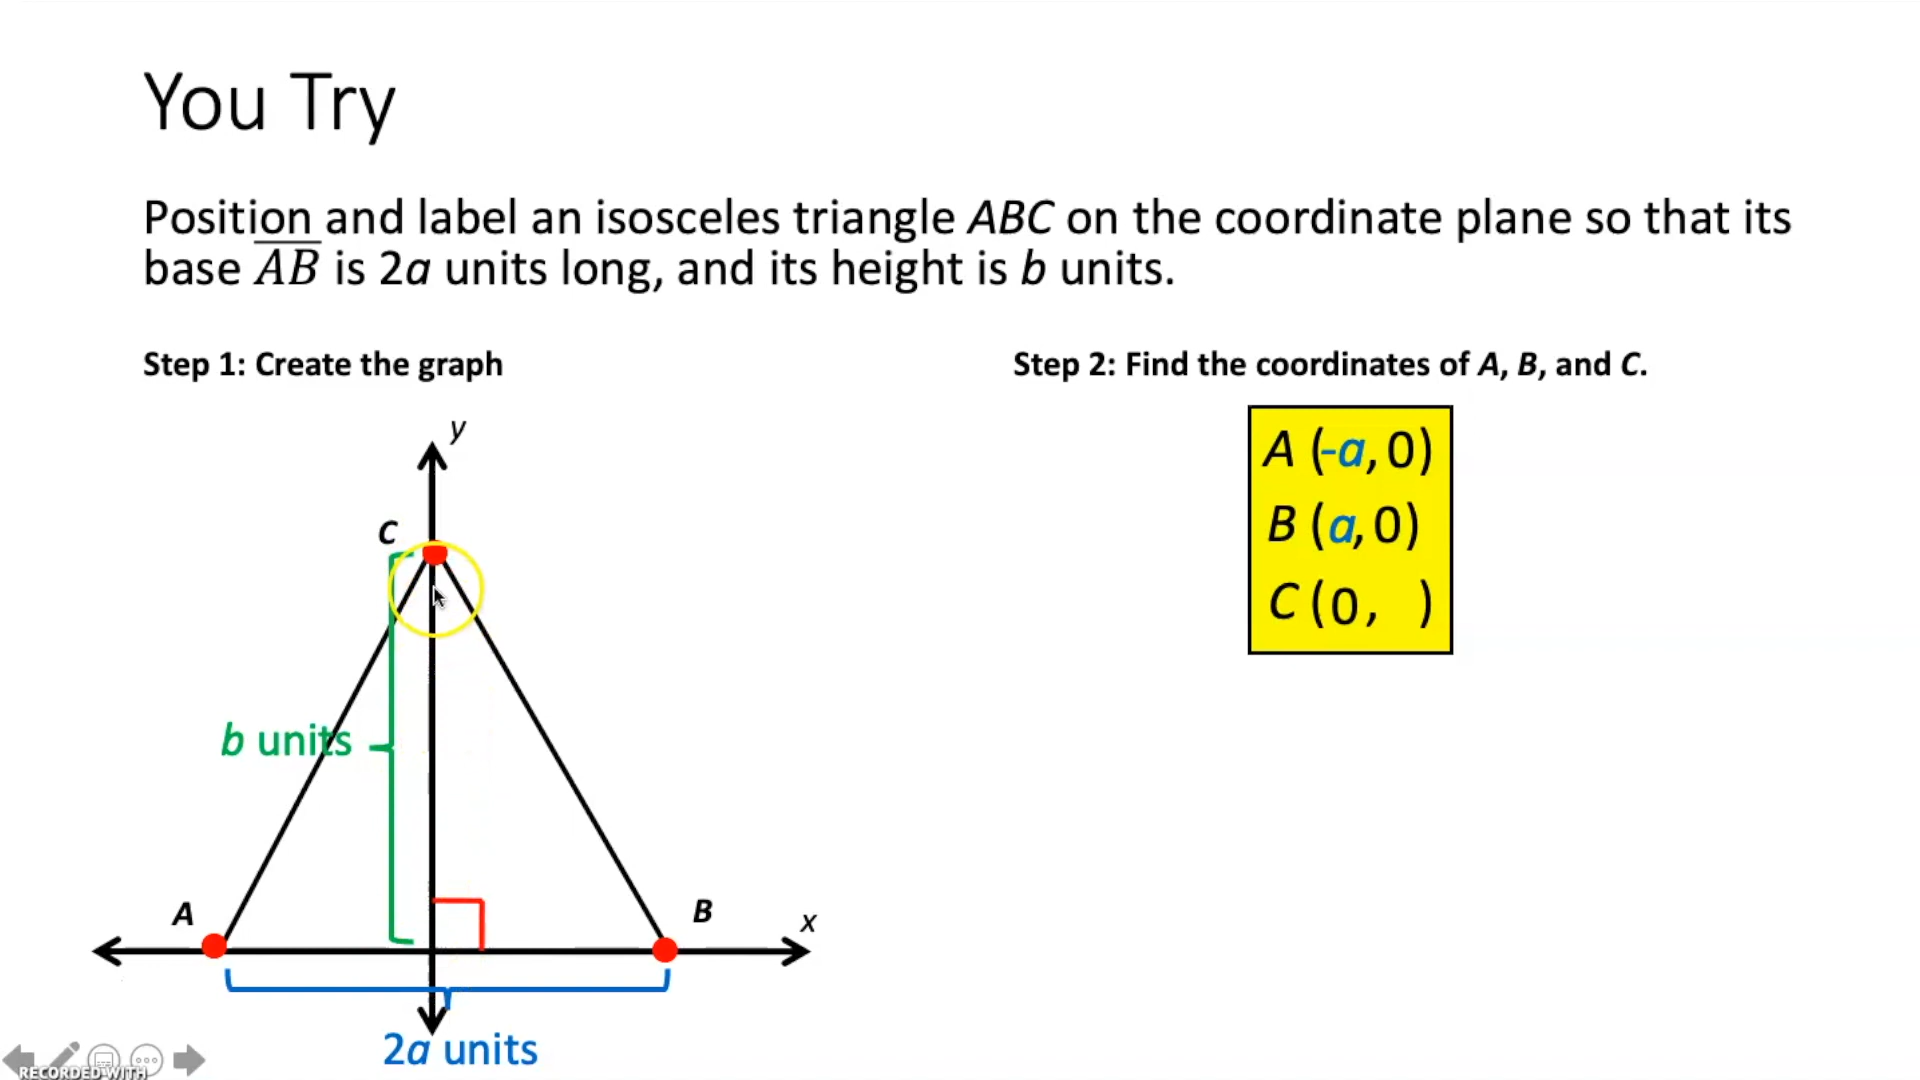 You Try
Position and label an isosceles triangle ABC on the coordinate plane so that its
base AB is 2a units long, and its height is b units.
Step 1: Create the graph
Step 2: Find the coordinates of A, B, and C.
y
C
b units
A
B
x
2a units
A (-a, 0)
B (a, 0)
C (0,   )
RECORDED WITH